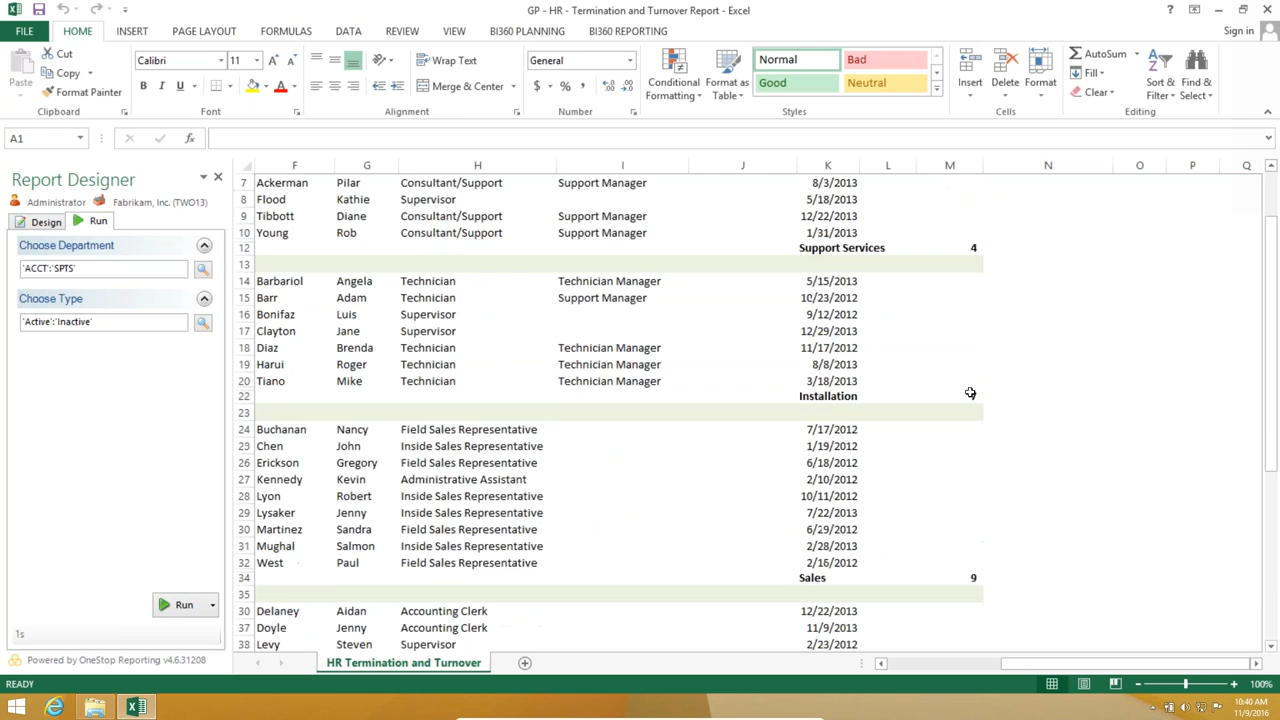 GP - HR - Termination and Turnover Report - Excel
? 
Sign in
FILE HOME INSERT PAGE LAYOUT FORMULAS DATA REVIEW VIEW BI360 PLANNING BI360 REPORTING
Paste
Cut
Copy
Format Painter
Clipboard
Calibri 11
B I U
Font
Wrap Text
Merge & Center
Alignment
General
$ % ,
Number
Conditional Formatting
Format as Table
Normal Bad
Good Neutral
Styles
Insert Delete Format
Cells
AutoSum
Fill
Clear
Sort & Filter
Find & Select
Editing
A1
fx
Report Designer
Administrator Fabrikam, Inc. (TWO13)
Design Run
Choose Department
'ACCT':'SPTS'
Choose Type
'Active':'Inactive'
Run
1s
Powered by OneStop Reporting v4.6.31208
F G H I J K L M N O P Q
7 Ackerman Pilar Consultant/Support Support Manager 8/3/2013
8 Flood Kathie Supervisor 5/18/2013
9 Tibbott Diane Consultant/Support Support Manager 12/22/2013
10 Young Rob Consultant/Support Support Manager 1/31/2013
12 Support Services 4
13
14 Barbariol Angela Technician Technician Manager 5/15/2013
15 Barr Adam Technician Support Manager 10/23/2012
16 Bonifaz Luis Supervisor 9/12/2012
17 Clayton Jane Supervisor 12/29/2013
18 Diaz Brenda Technician Technician Manager 11/17/2012
19 Harui Roger Technician Technician Manager 8/8/2013
20 Tiano Mike Technician Technician Manager 3/18/2013
22 Installation
23
24 Buchanan Nancy Field Sales Representative 7/17/2012
Chen John Inside Sales Representative 1/19/2012
26 Erickson Gregory Field Sales Representative 6/18/2012
27 Kennedy Kevin Administrative Assistant 2/10/2012
28 Lyon Robert Inside Sales Representative 10/11/2012
29 Lysaker Jenny Inside Sales Representative 7/22/2013
30 Martinez Sandra Field Sales Representative 6/29/2012
31 Mughal Salmon Inside Sales Representative 2/28/2013
32 West Paul Field Sales Representative 2/16/2012
34 Sales 9
35
Delaney Aidan Accounting Clerk 12/22/2013
37 Doyle Jenny Accounting Clerk 11/9/2013
38 Levy Steven Supervisor 2/23/2012
HR Termination and Turnover
READY
100%
10:40 AM
11/9/2016